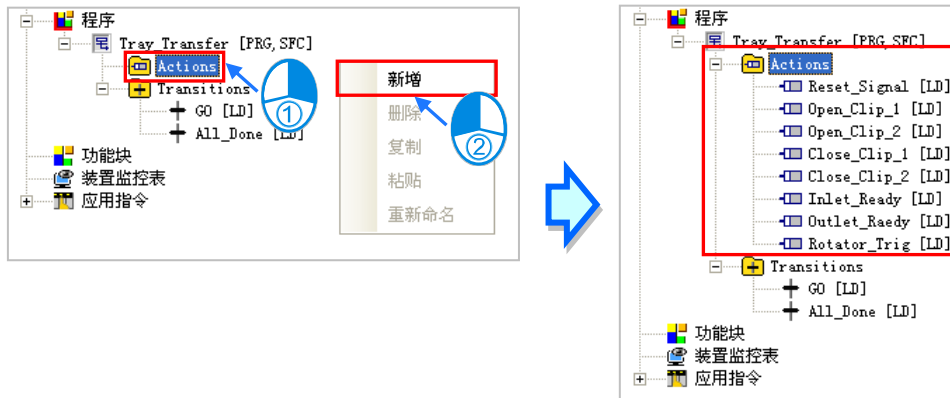 程序
Tray_Transfer [PRG,SFC]
Actions
Transitions
GO [LD]
All_Done [LD]
功能块
装置监控表
应用指令
①
新增
删除
复制
粘贴
重新命名
②
程序
Tray_Transfer [PRG,SFC]
Actions
Reset_Signal [LD]
Open_Clip_1 [LD]
Open_Clip_2 [LD]
Close_Clip_1 [LD]
Close_Clip_2 [LD]
Inlet_Ready [LD]
Outlet_Raedy [LD]
Rotator_Trig [LD]
Transitions
GO [LD]
All_Done [LD]
功能块
装置监控表
应用指令